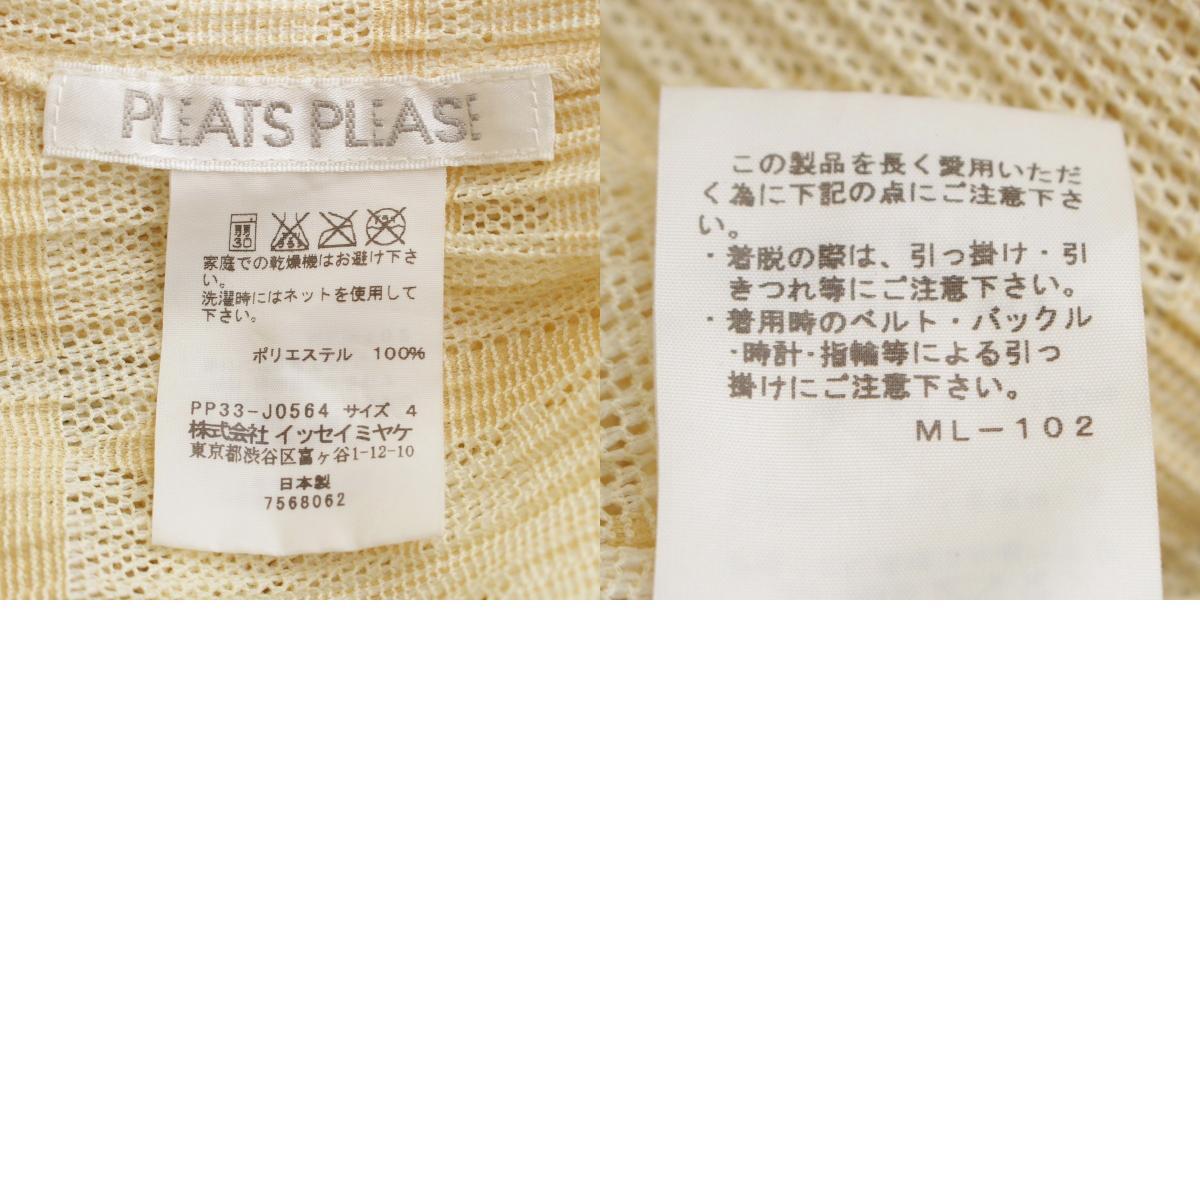 PLEATS PLEASE
弱30
家庭での乾燥機はお避け下さ
い。
洗濯時にはネットを使用して
下さい。
ポリエステル 100%
PP33-J0564 サイズ 4
株式会社 イッセイミヤケ
東京都渋谷区富ヶ谷1-12-10
日本製
7568062
この製品を長く愛用いただ
く為に下記の点にご注意下さ
い。
・着脱の際は、引っ掛け・引
きつれ等にご注意下さい。
・着用時のベルト・バックル
・時計・指輪等による引っ
掛けにご注意下さい。
ML-102